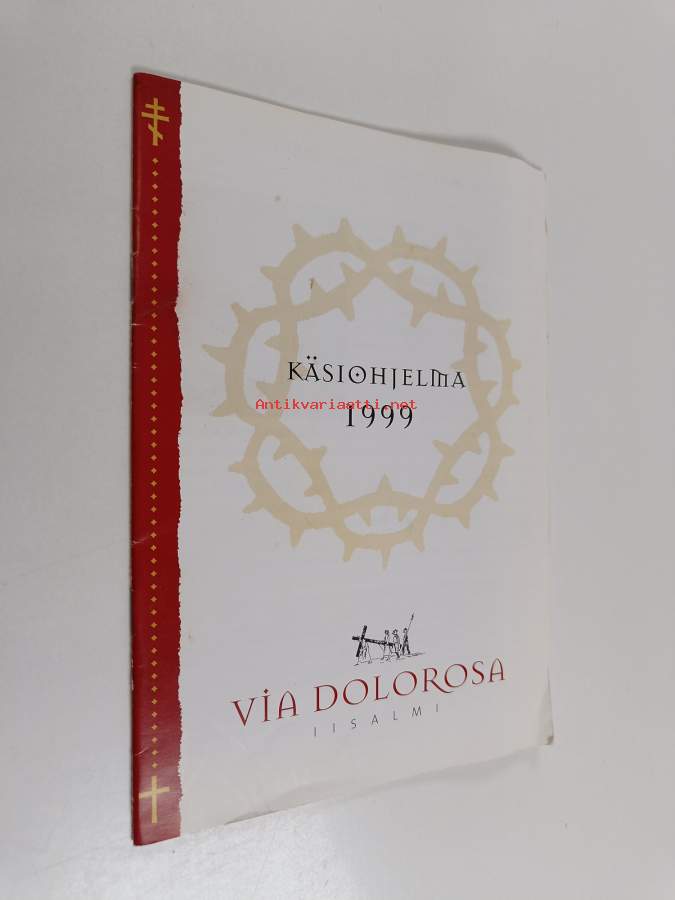 KÄSIOHJELMA
Antikvariaatti.net
1999
VIA DOLOROSA
IISALMI